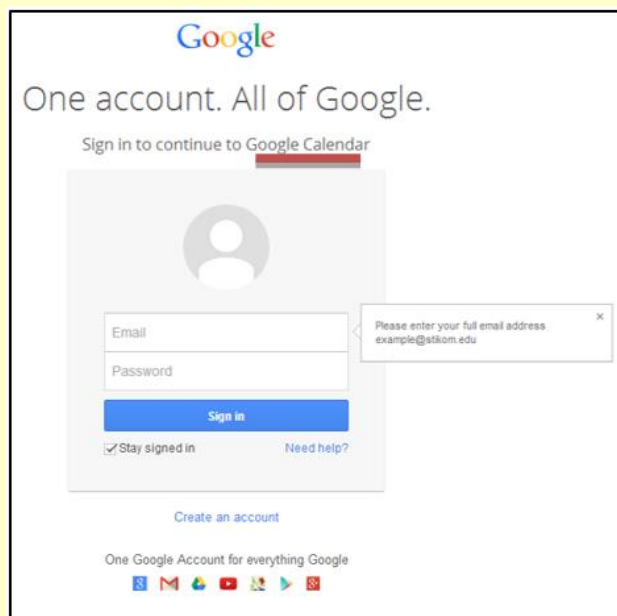 Google
One account. All of Google.
Sign in to continue to Google Calendar
Email
Please enter your full email address
example@stikom.edu
×
Password
Sign in
Stay signed in
Need help?
Create an account
One Google Account for everything Google